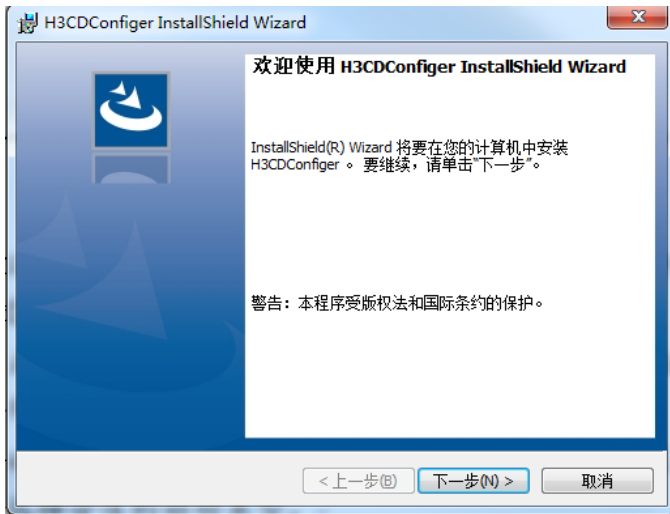 H3CDConfiger InstallShield Wizard
欢迎使用 H3CDConfiger InstallShield Wizard
InstallShield(R) Wizard 将要在您的计算机中安装
H3CDConfiger 。 要继续，请单击“下一步”。
警告：本程序受版权法和国际条约的保护。
< 上一步(B) 下一步(N) > 取消